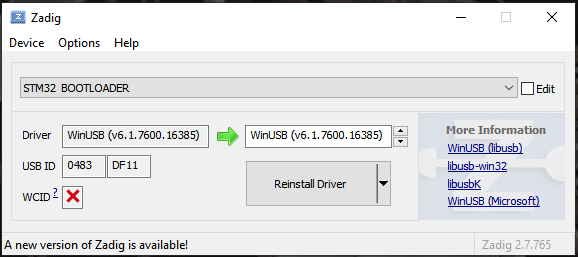 Zadig
Device Options Help
STM32 BOOTLOADER
Edit
Driver WinUSB (v6.1.7600.16385) WinUSB (v6.1.7600.16385)
USB ID 0483 DF11
WCID ?
Reinstall Driver
More Information
WinUSB (libusb)
libusb-win32
libusbK
WinUSB (Microsoft)
A new version of Zadig is available!
Zadig 2.7.765